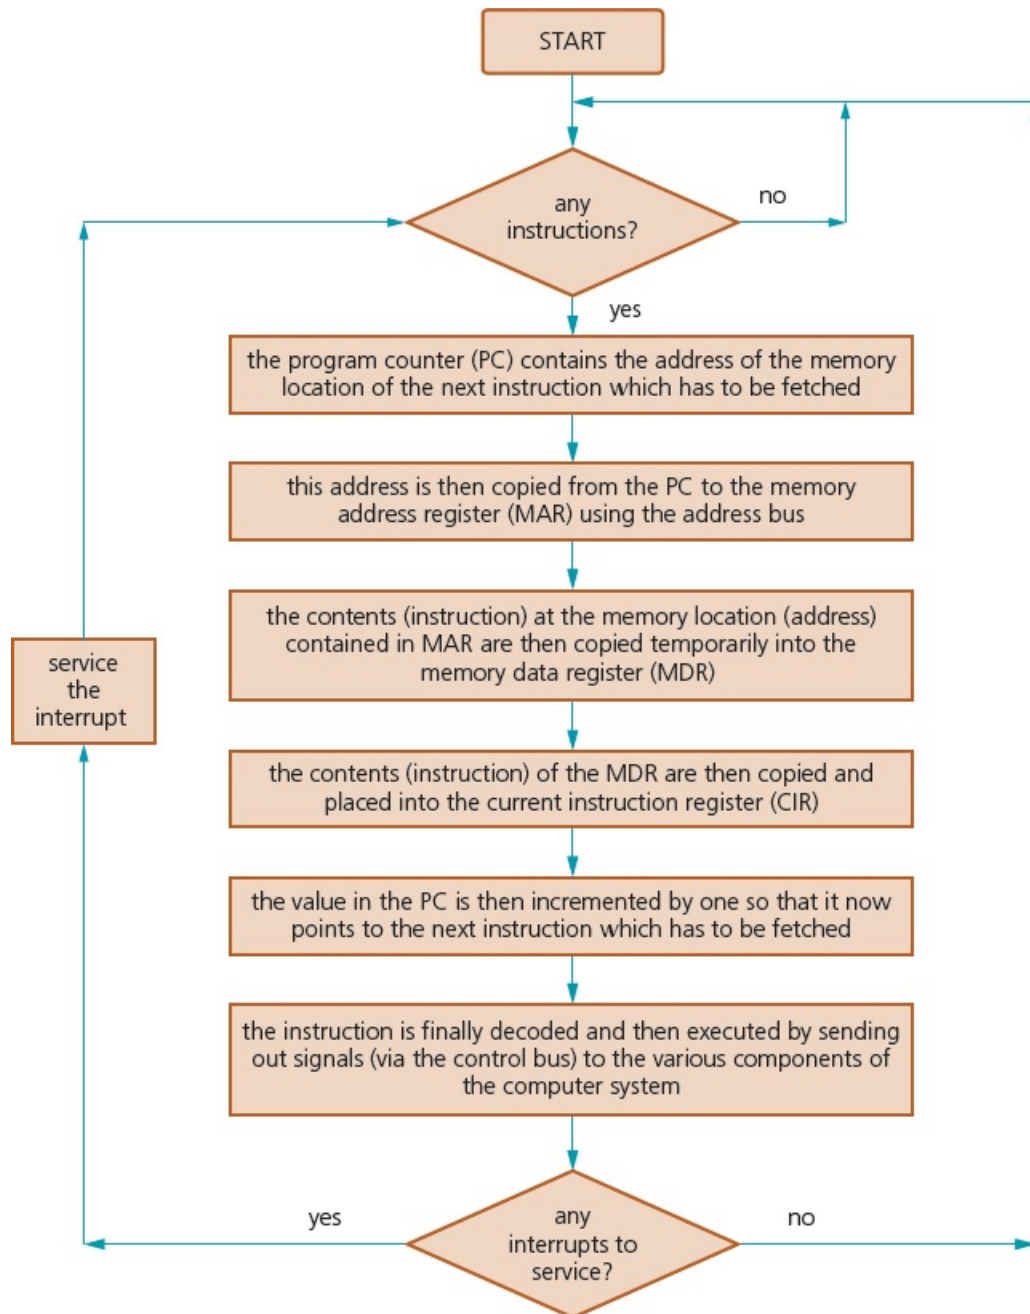 START
any
instructions?
no
yes
the program counter (PC) contains the address of the memory
location of the next instruction which has to be fetched
this address is then copied from the PC to the memory
address register (MAR) using the address bus
the contents (instruction) at the memory location (address)
contained in MAR are then copied temporarily into the
memory data register (MDR)
service
the
interrupt
the contents (instruction) of the MDR are then copied and
placed into the current instruction register (CIR)
the value in the PC is then incremented by one so that it now
points to the next instruction which has to be fetched
the instruction is finally decoded and then executed by sending
out signals (via the control bus) to the various components of
the computer system
yes
any
interrupts to
service?
no